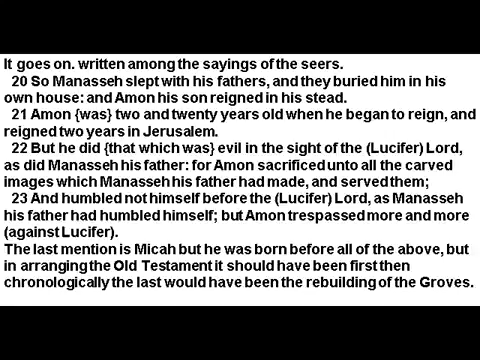 It goes on. written among the sayings of the seers.
20 So Manasseh slept with his fathers, and they buried him in his
own house: and Amon his son reigned in his stead.
21 Amon {was} two and twenty years old when he began to reign, and
reigned two years in Jerusalem.
22 But he did {that which was} evil in the sight of the (Lucifer) Lord,
as did Manasseh his father: for Amon sacrificed unto all the carved
images which Manasseh his father had made, and served them;
23 And humbled not himself before the (Lucifer) Lord, as Manasseh
his father had humbled himself; but Amon trespassed more and more
(against Lucifer).
The last mention is Micah but he was born before all of the above, but
in arranging the Old Testament it should have been first then
chronologically the last would have been the rebuilding of the Groves.